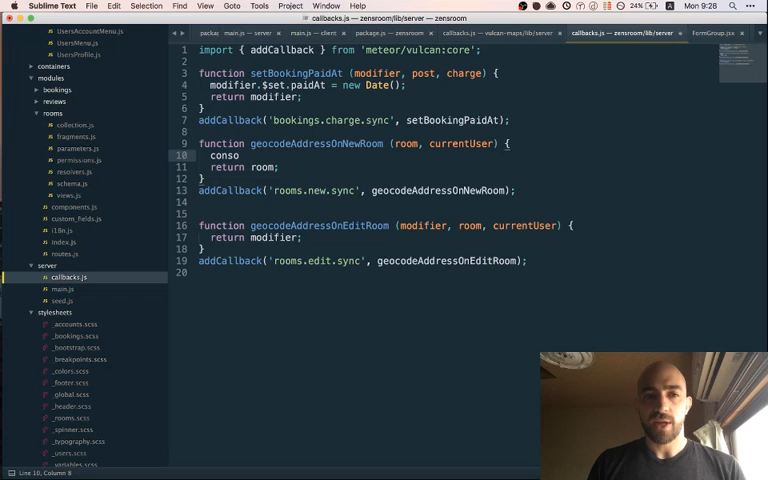 Sublime Text File Edit Selection Find View Goto Tools Project Window Help 24% Mon 9:28
callbacks.js — zensroom/lib/server — zensroom
packa main.js — server main.js — client package.js — zensroom callbacks.js — vulcan-maps/lib/server callbacks.js — zensroom/lib/server FormGroup.jsx
UsersAccountMenu.js
UsersMenu.js
UsersProfile.js
containers
modules
bookings
reviews
rooms
collection.js
fragments.js
parameters.js
permissions.js
resolvers.js
schema.js
views.js
components.js
custom_fields.js
i18n.js
index.js
routes.js
server
callbacks.js
main.js
seed.js
stylesheets
_accounts.scss
_bookings.scss
_bootstrap.scss
_breakpoints.scss
_colors.scss
_footer.scss
_global.scss
_header.scss
_rooms.scss
_spinner.scss
_typography.scss
_users.scss
_variables.scss
1 import { addCallback } from 'meteor/vulcan:core';
2
3 function setBookingPaidAt (modifier, post, charge) {
4 modifier.$set.paidAt = new Date();
5 return modifier;
6 }
7 addCallback('bookings.charge.sync', setBookingPaidAt);
8
9 function geocodeAddressOnNewRoom (room, currentUser) {
10 conso
11 return room;
12 }
13 addCallback('rooms.new.sync', geocodeAddressOnNewRoom);
14
15
16 function geocodeAddressOnEditRoom (modifier, room, currentUser) {
17 return modifier;
18 }
19 addCallback('rooms.edit.sync', geocodeAddressOnEditRoom);
20
Line 10, Column 8